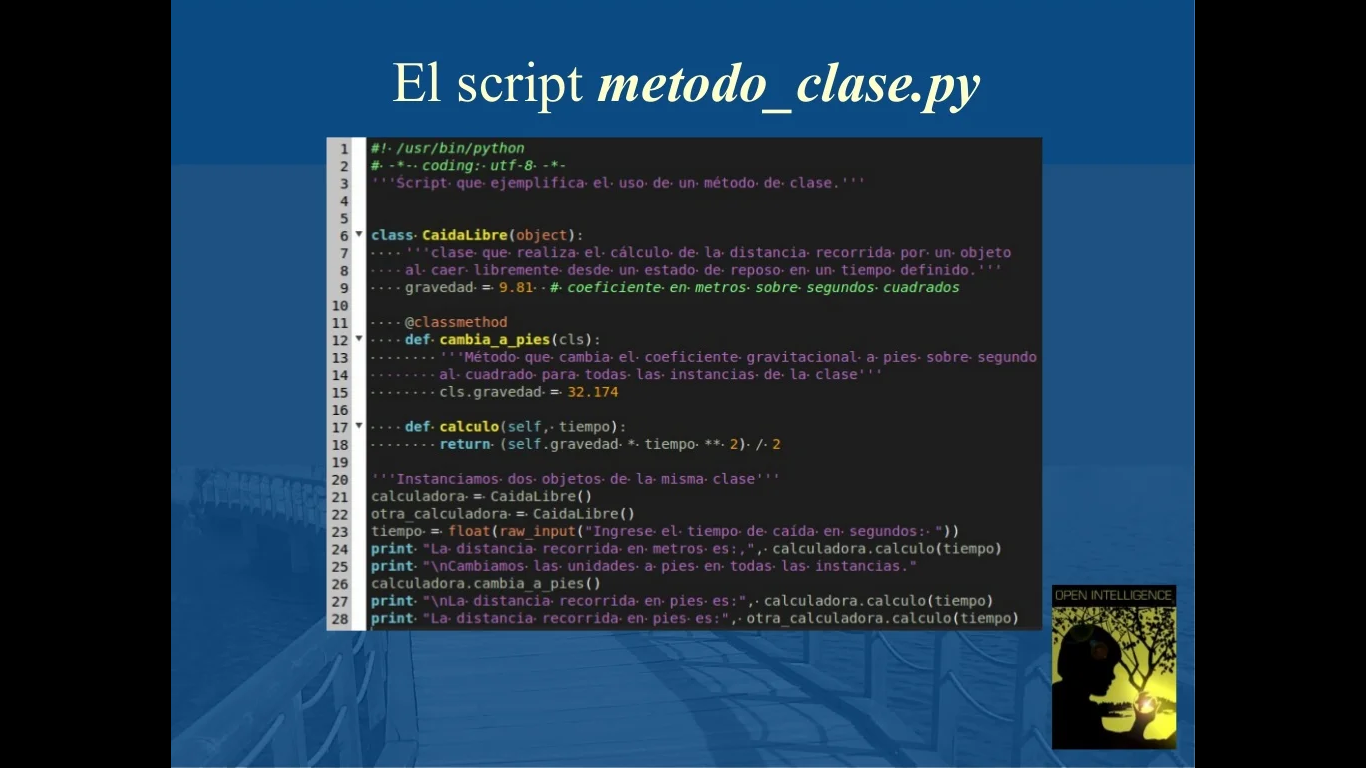 El script metodo_clase.py
1 #! /usr/bin/python
2 # -*- coding: utf-8 -*-
3 '''Script que ejemplifica el uso de un método de clase.'''
4
5
6 class CaidaLibre(object):
7     '''clase que realiza el cálculo de la distancia recorrida por un objeto
8     al caer libremente desde un estado de reposo en un tiempo definido.'''
9     gravedad = 9.81  # coeficiente en metros sobre segundos cuadrados
10
11     @classmethod
12     def cambia_a_pies(cls):
13         '''Método que cambia el coeficiente gravitacional a pies sobre segundo
14         al cuadrado para todas las instancias de la clase'''
15         cls.gravedad = 32.174
16
17     def calculo(self, tiempo):
18         return (self.gravedad * tiempo ** 2) / 2
19
20 '''Instanciamos dos objetos de la misma clase'''
21 calculadora = CaidaLibre()
22 otra_calculadora = CaidaLibre()
23 tiempo = float(raw_input("Ingrese el tiempo de caída en segundos: "))
24 print "La distancia recorrida en metros es:,", calculadora.calculo(tiempo)
25 print "\nCambiamos las unidades a pies en todas las instancias."
26 calculadora.cambia_a_pies()
27 print "\nLa distancia recorrida en pies es:", calculadora.calculo(tiempo)
28 print "La distancia recorrida en pies es:", otra_calculadora.calculo(tiempo)
OPEN INTELLIGENCE